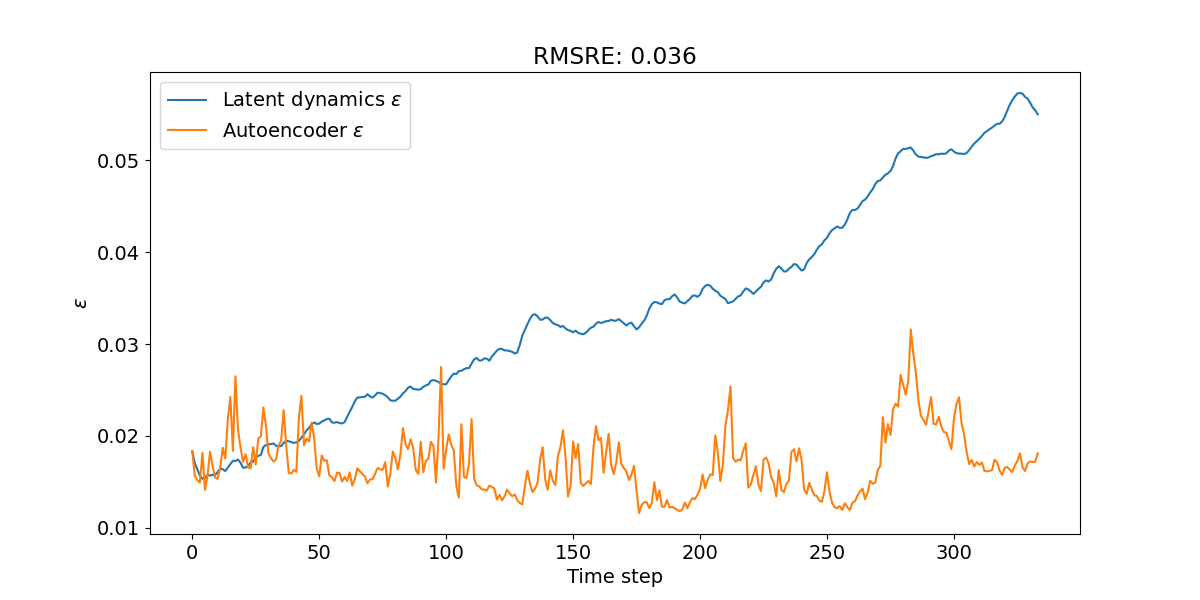 RMSRE: 0.036
Latent dynamics ε
Autoencoder ε
0.05
0.04
0.03
0.02
0.01
ε
0 50 100 150 200 250 300
Time step